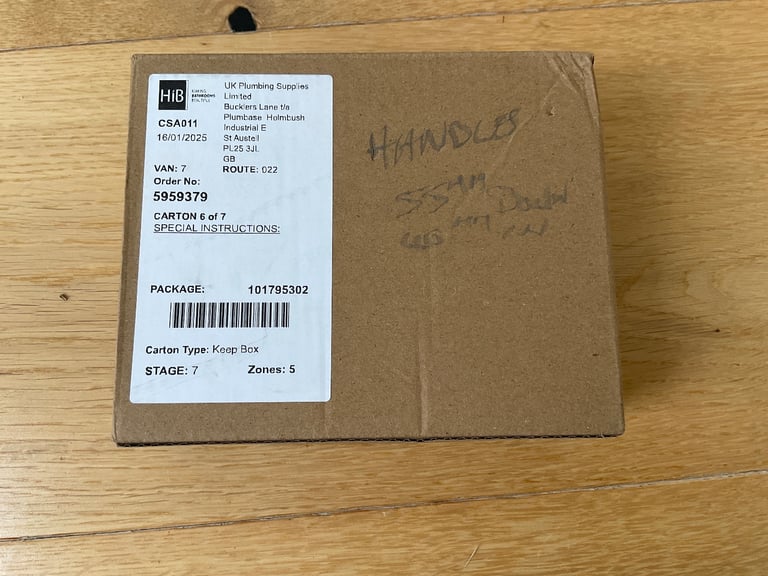 HiB
UK Plumbing Supplies
Limited
Bucklers Lane t/a
Plumbase Holmbush
Industrial E
St Austell
PL25 3JL
GB
CSA011
16/01/2025
VAN: 7
ROUTE: 022
Order No:
5959379
CARTON 6 of 7
SPECIAL INSTRUCTIONS:
PACKAGE: 101795302
Carton Type: Keep Box
STAGE: 7
Zones: 5
HANDLES
55MM
MM